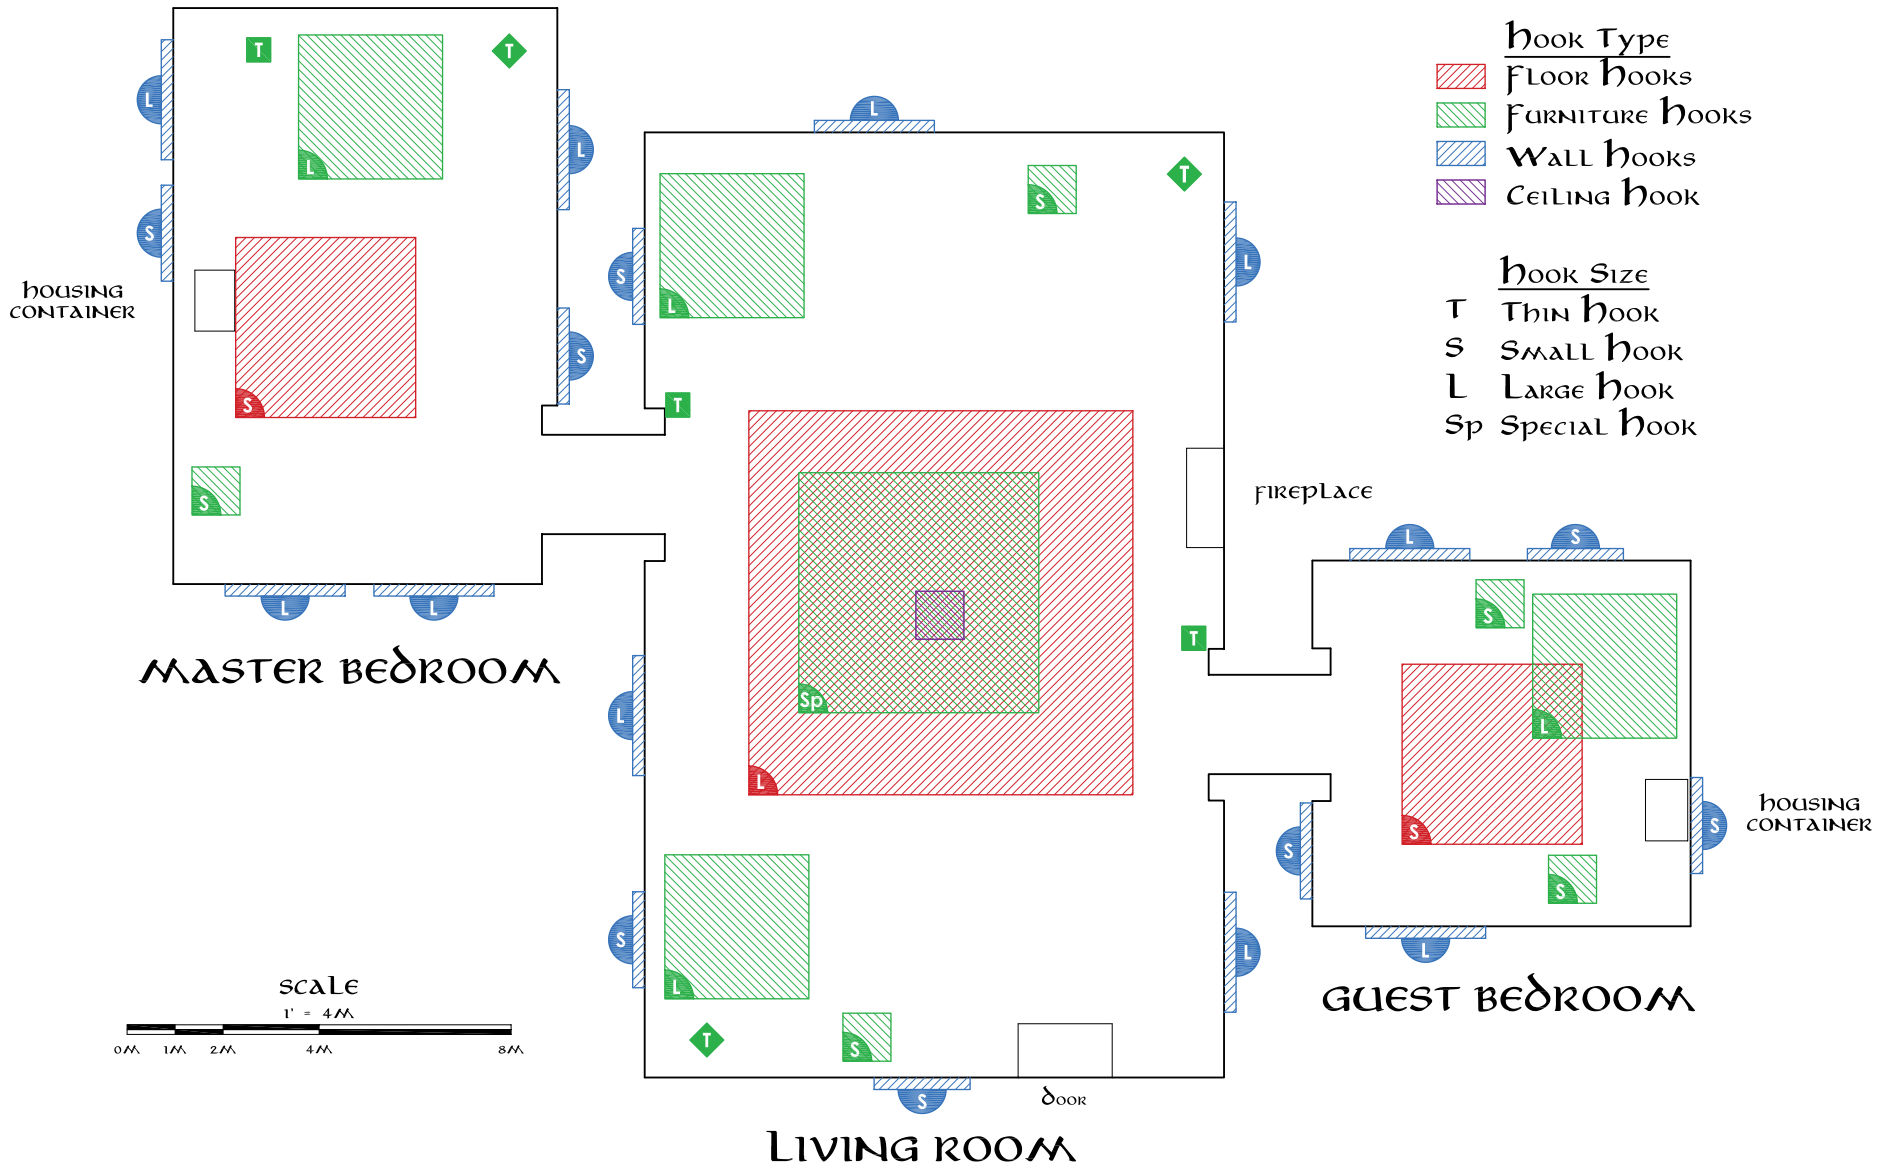 Hook Type
Floor Hooks
Furniture Hooks
Wall Hooks
Ceiling Hook
Hook Size
T Thin Hook
S Small Hook
L Large Hook
Sp Special Hook
T
T
L
L
L
S
S
S
S
L
L
Housing
Container
Master Bedroom
L
T
S
L
S
L
L
T
Sp
L
T
L
L
S
L
T
S
S
Fireplace
Door
Living Room
L
S
S
L
S
S
S
S
L
Housing
Container
Guest Bedroom
Scale
1' = 4M
0M 1M 2M 4M 8M